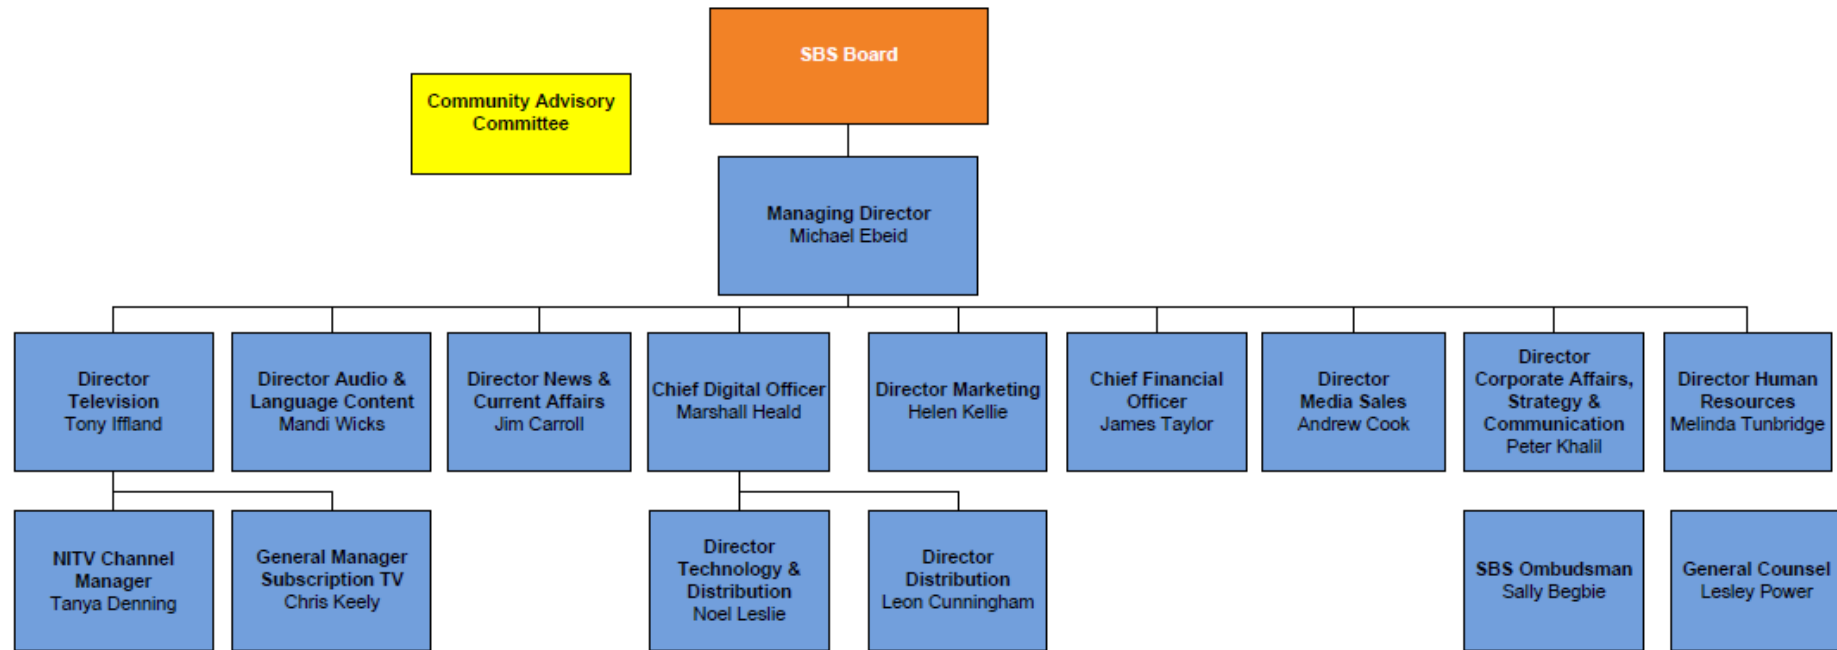 SBS Board
Community Advisory
Committee
Managing Director
Michael Ebeid
Director
Television
Tony Iffland
Director Audio &
Language Content
Mandi Wicks
Director News &
Current Affairs
Jim Carroll
Chief Digital Officer
Marshall Heald
Director Marketing
Helen Kellie
Chief Financial
Officer
James Taylor
Director
Media Sales
Andrew Cook
Director
Corporate Affairs,
Strategy &
Communication
Peter Khalil
Director Human
Resources
Melinda Tunbridge
NITV Channel
Manager
Tanya Denning
General Manager
Subscription TV
Chris Keely
Director
Technology &
Distribution
Noel Leslie
Director
Distribution
Leon Cunningham
SBS Ombudsman
Sally Begbie
General Counsel
Lesley Power